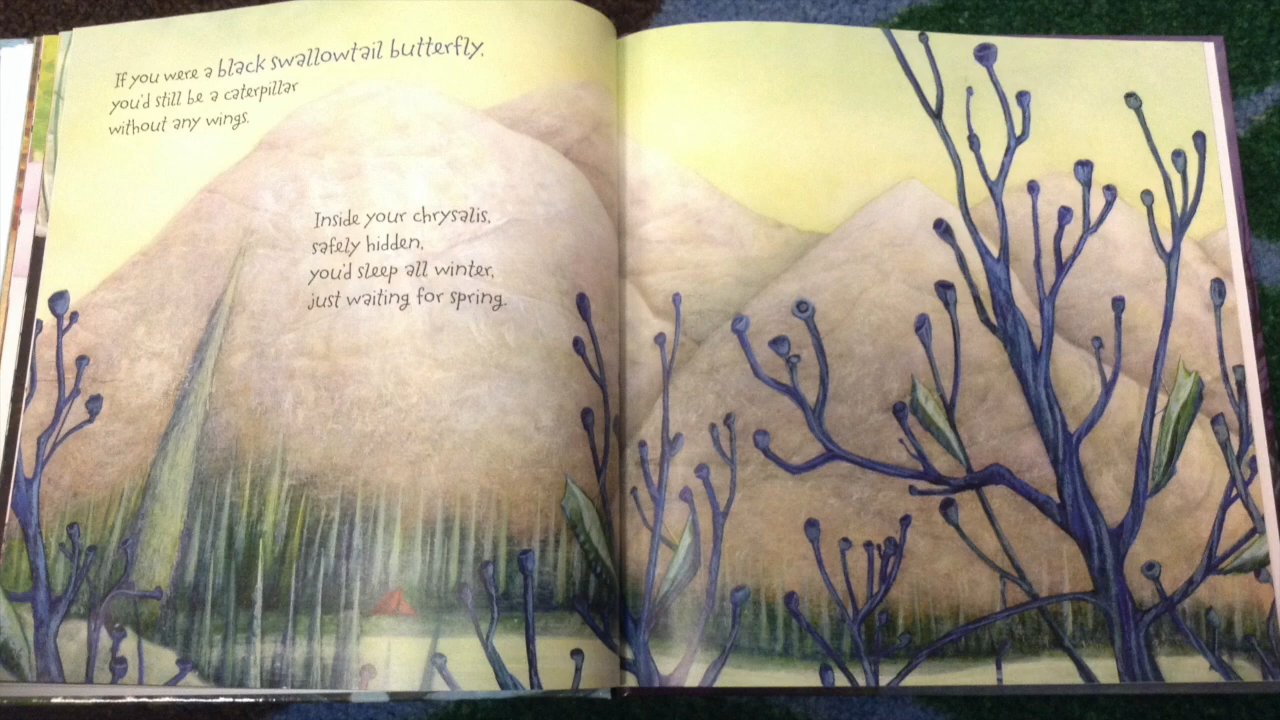 If you were a black swallowtail butterfly,
you'd still be a caterpillar
without any wings.
Inside your chrysalis,
safely hidden,
you'd sleep all winter,
just waiting for spring.